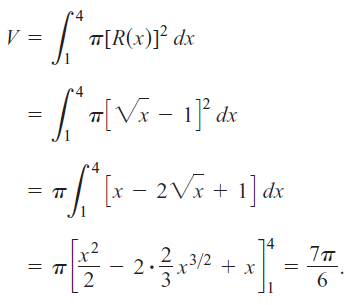 V = ∫₁⁴ π[R(x)]² dx
= ∫₁⁴ π[√x − 1]² dx
= π∫₁⁴ [x − 2√x + 1] dx
= π[x²/2 − 2·2/3 x^{3/2} + x]₁⁴ = 7π/6.